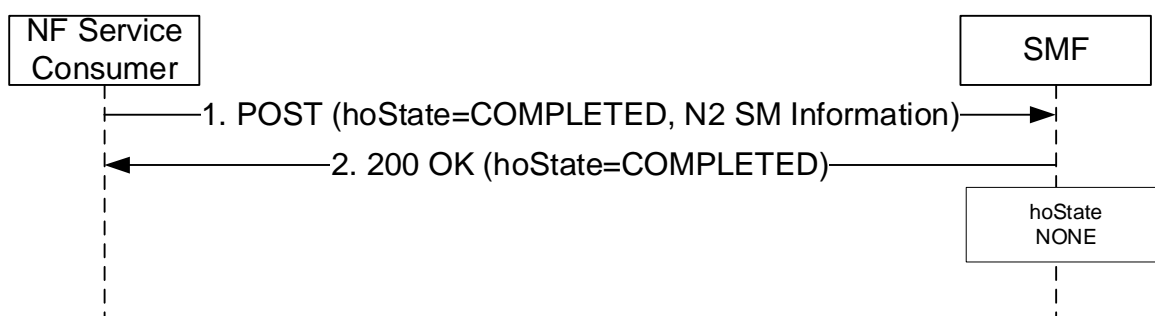 NF Service
Consumer
SMF
1. POST (hoState=COMPLETED, N2 SM Information)
2. 200 OK (hoState=COMPLETED)
hoState
NONE